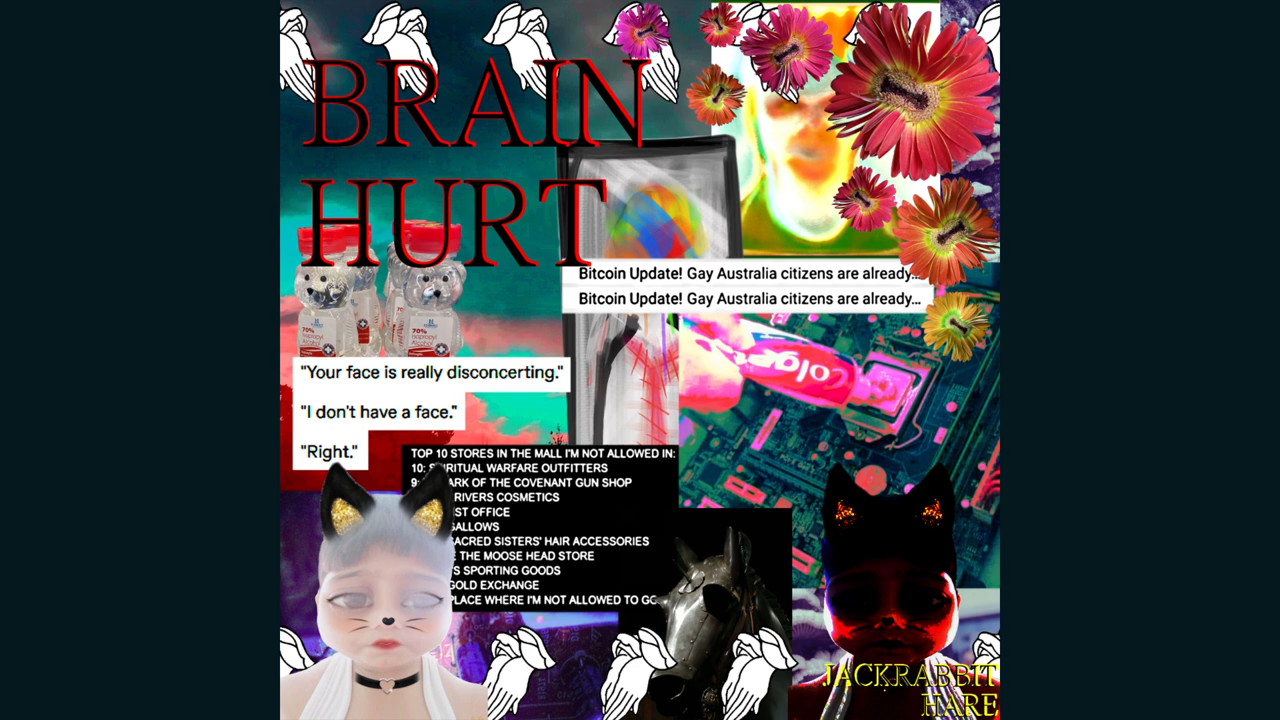 BRAIN
HURT
Bitcoin Update! Gay Australia citizens are already...
Bitcoin Update! Gay Australia citizens are already...
70%
Isopropyl
Alcohol
70%
Isopropyl
Alcohol
Colgate
"Your face is really disconcerting."
"I don't have a face."
"Right."
TOP 10 STORES IN THE MALL I'M NOT ALLOWED IN:
10: SPIRITUAL WARFARE OUTFITTERS
ARK OF THE COVENANT GUN SHOP
RIVERS COSMETICS
OFFICE
GALLOWS
SACRED SISTERS' HAIR ACCESSORIES
THE MOOSE HEAD STORE
SPORTING GOODS
GOLD EXCHANGE
PLACE WHERE I'M NOT ALLOWED TO GO
JACKRABBIT
HARE